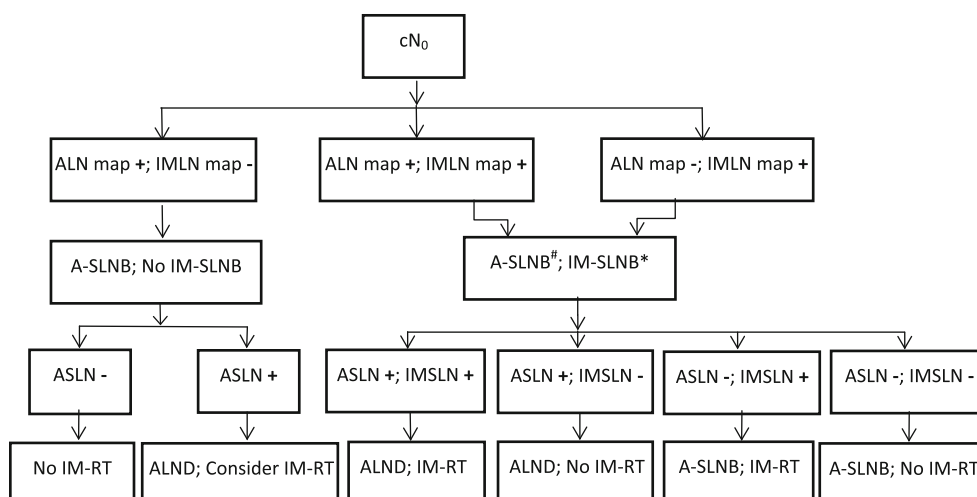 cN₀
ALN map +; IMLN map -
ALN map +; IMLN map +
ALN map -; IMLN map +
A-SLNB; No IM-SLNB
A-SLNB#; IM-SLNB*
ASLN -
ASLN +
ASLN +; IMSLN +
ASLN +; IMSLN -
ASLN -; IMSLN +
ASLN -; IMSLN -
No IM-RT
ALND; Consider IM-RT
ALND; IM-RT
ALND; No IM-RT
A-SLNB; IM-RT
A-SLNB; No IM-RT